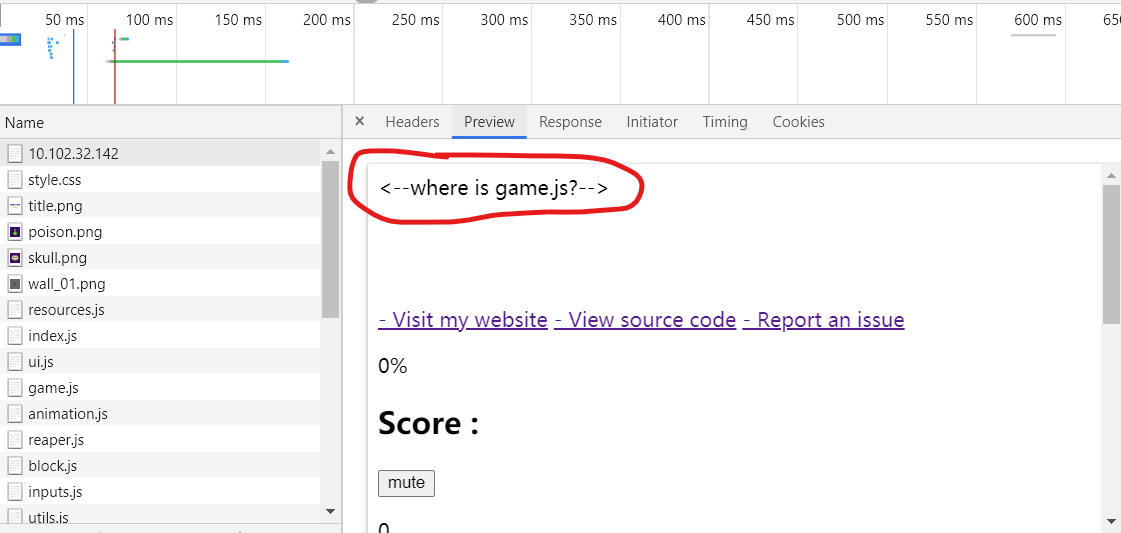 50 ms 100 ms 150 ms 200 ms 250 ms 300 ms 350 ms 400 ms 450 ms 500 ms 550 ms 600 ms
Name
× Headers Preview Response Initiator Timing Cookies
10.102.32.142
style.css
title.png
poison.png
skull.png
wall_01.png
resources.js
index.js
ui.js
game.js
animation.js
reaper.js
block.js
inputs.js
utils.js
<--where is game.js?-->
- Visit my website - View source code - Report an issue
0%
Score :
mute
0